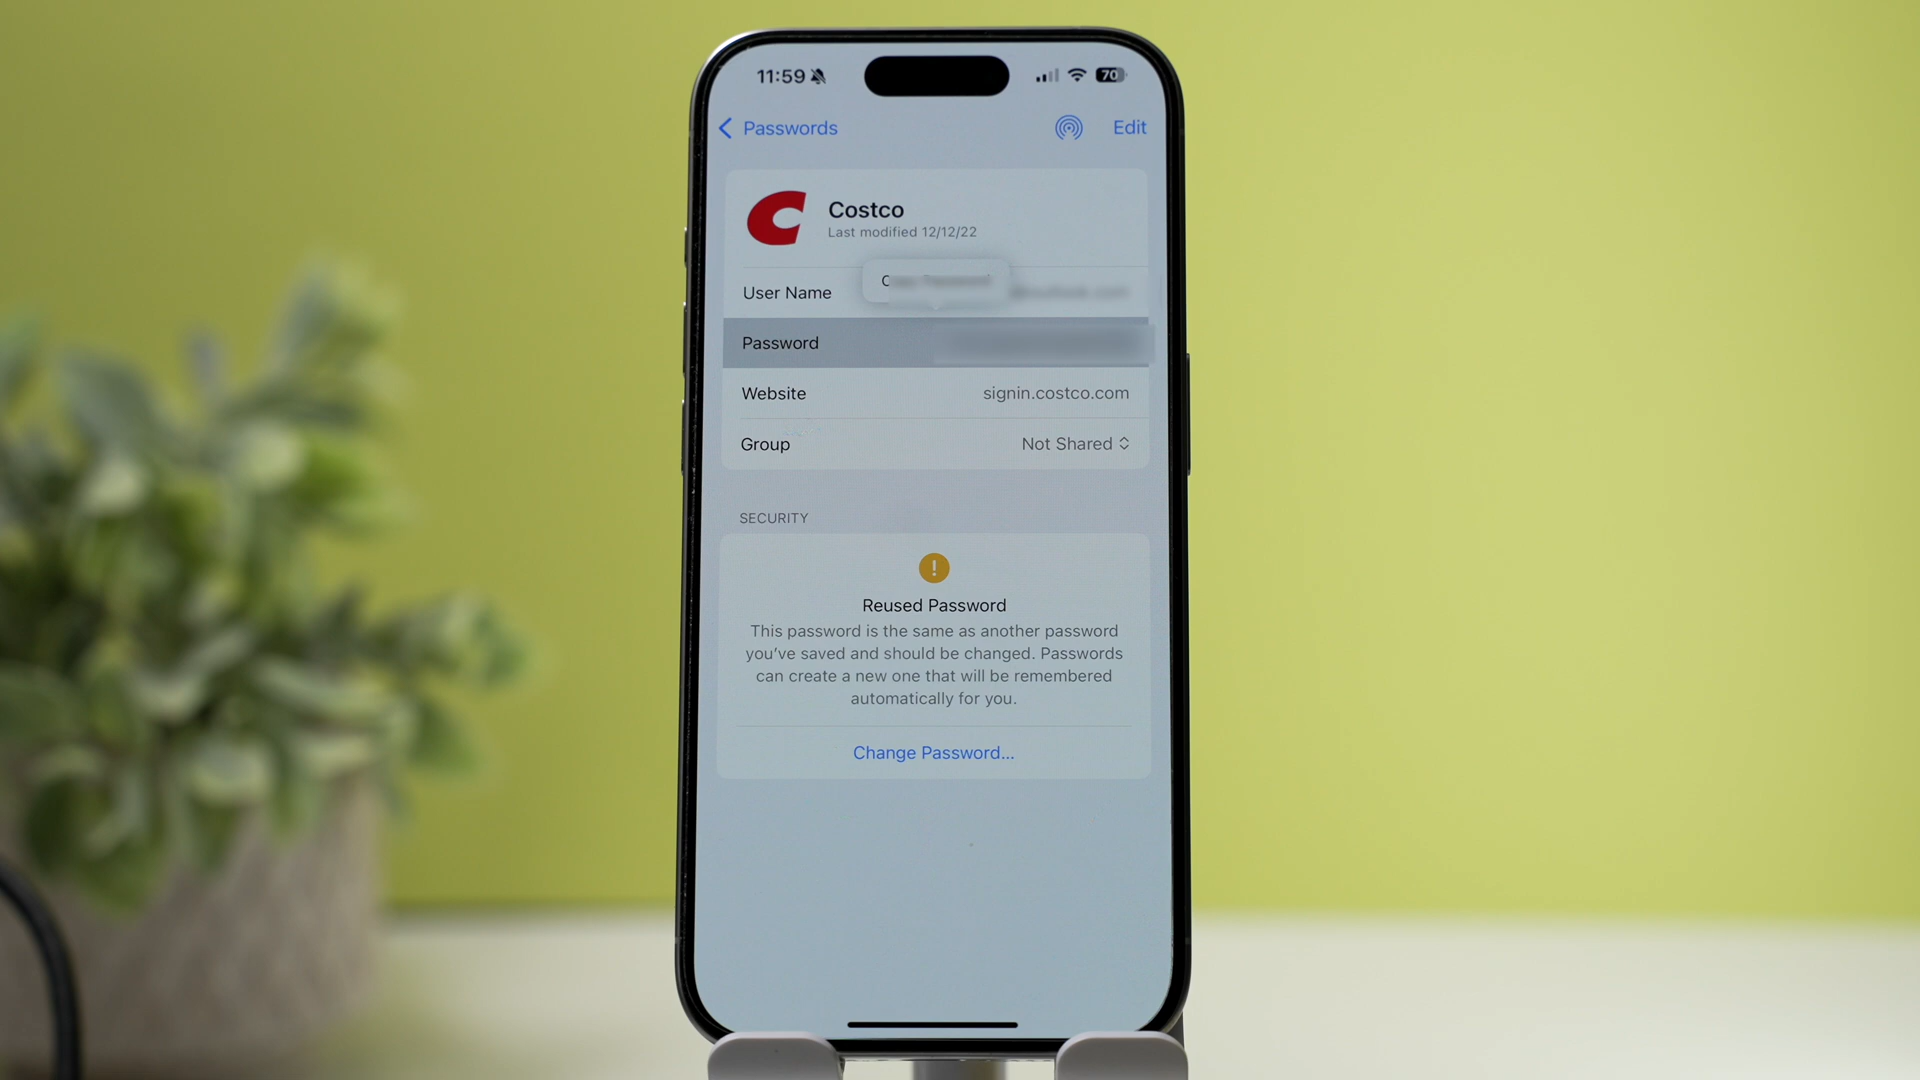 11:59
70
Passwords
Edit
Costco
Last modified 12/12/22
User Name
Password
Website
signin.costco.com
Group
Not Shared
SECURITY
!
Reused Password
This password is the same as another password
you've saved and should be changed. Passwords
can create a new one that will be remembered
automatically for you.
Change Password...